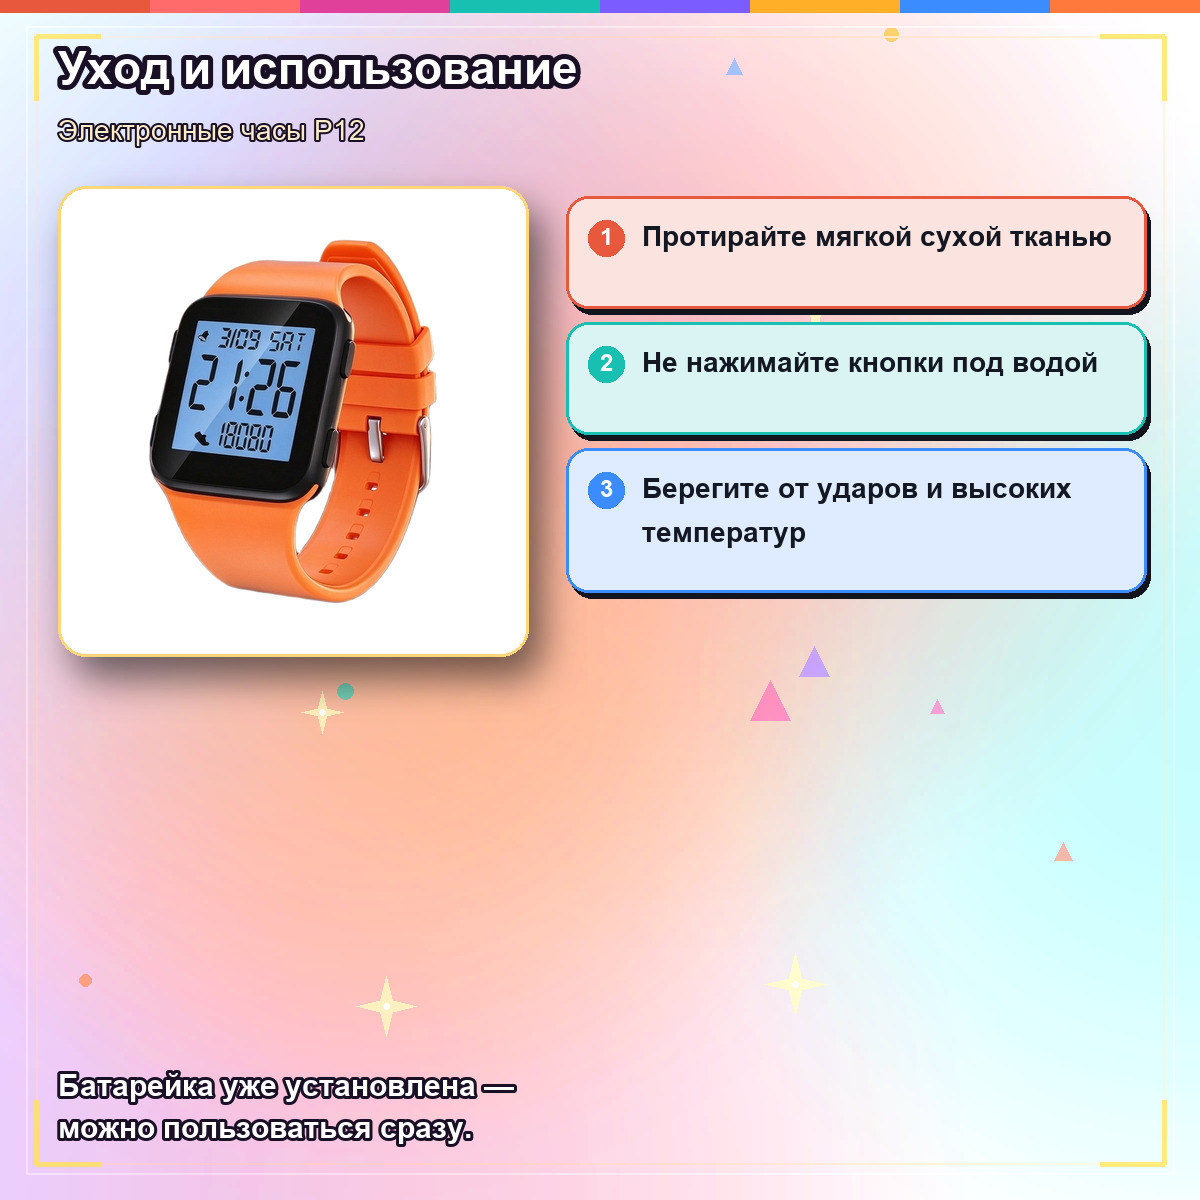 Уход и использование
Электронные часы P12
3/09 SAT
21:26
18080
1 Протирайте мягкой сухой тканью
2 Не нажимайте кнопки под водой
3 Берегите от ударов и высоких
температур
Батарейка уже установлена —
можно пользоваться сразу.